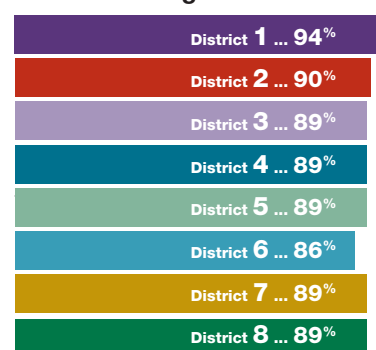 District 1 ... 94%
District 2 ... 90%
District 3 ... 89%
District 4 ... 89%
District 5 ... 89%
District 6 ... 86%
District 7 ... 89%
District 8 ... 89%